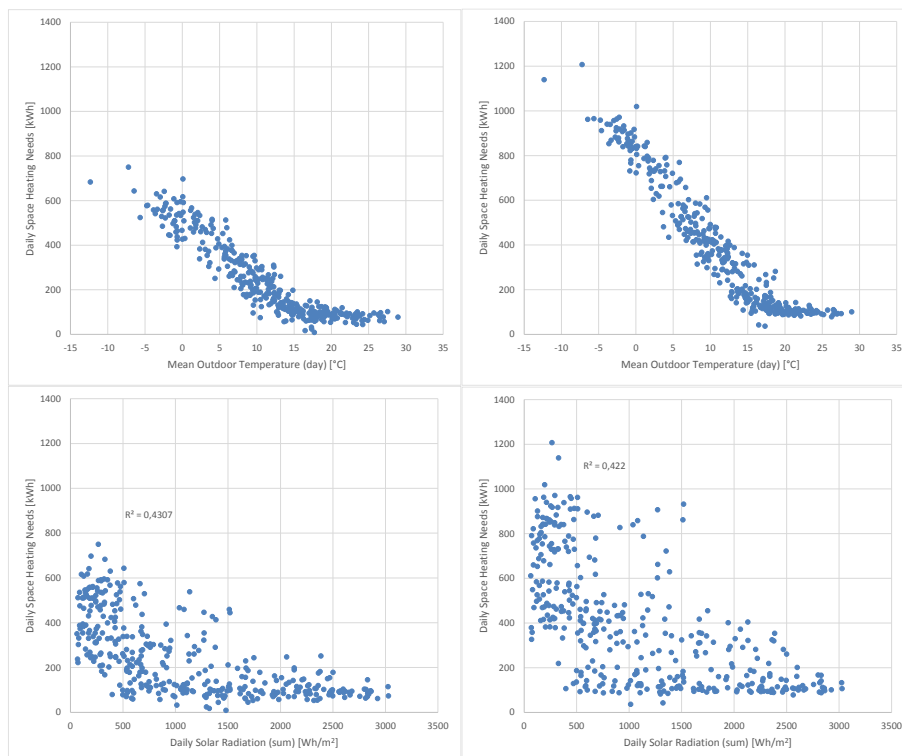 1400
1200
1000
800
600
400
200
0
-15 -10 -5 0 5 10 15 20 25 30 35
Daily Space Heating Needs [kWh]
Mean Outdoor Temperature (day) [°C]
1400
1200
1000
800
600
400
200
0
-15 -10 -5 0 5 10 15 20 25 30 35
Daily Space Heating Needs [kWh]
Mean Outdoor Temperature (day) [°C]
1400
1200
1000
800
600
400
200
0
0 500 1000 1500 2000 2500 3000 3500
Daily Space Heating Needs [kWh]
R² = 0,4307
Daily Solar Radiation (sum) [Wh/m²]
1400
1200
1000
800
600
400
200
0
0 500 1000 1500 2000 2500 3000 3500
Daily Space Heating Needs [kWh]
R² = 0,422
Daily Solar Radiation (sum) [Wh/m²]